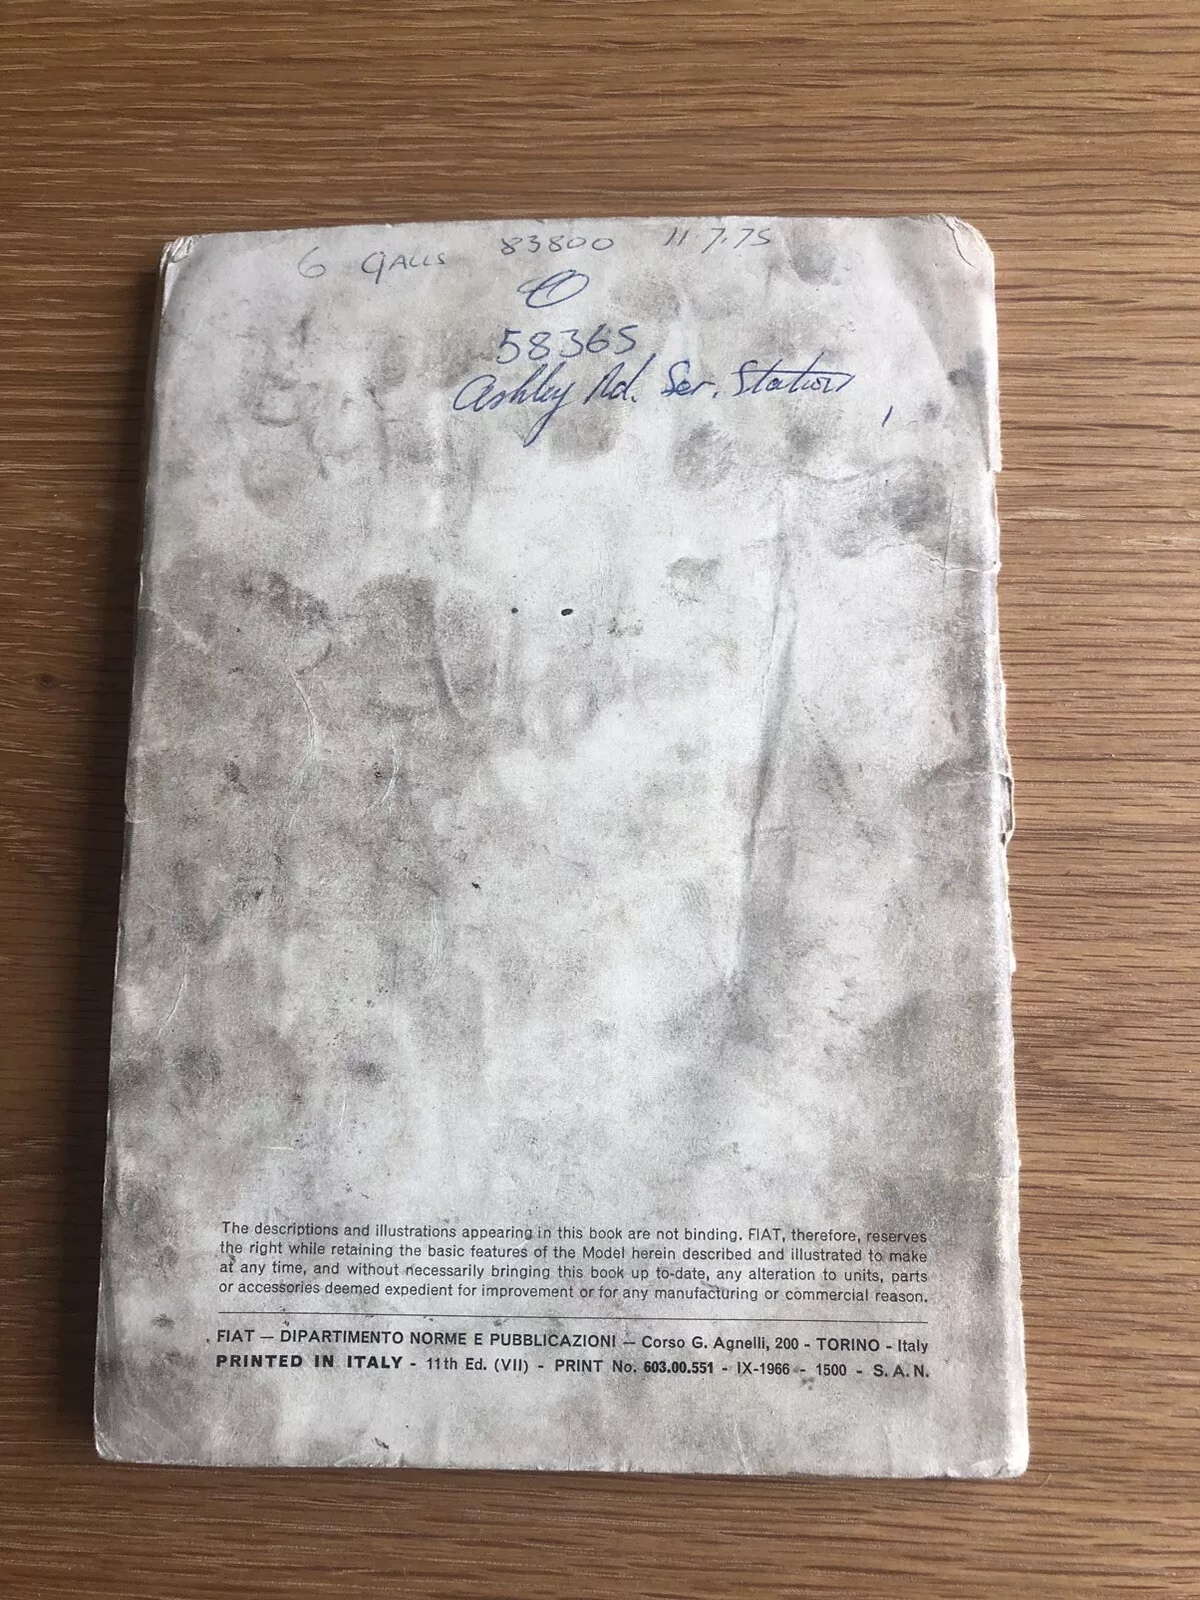 6 GALLS 83800 11.7.75
58365
Ashley Rd. Ser. Station
The descriptions and illustrations appearing in this book are not binding. FIAT, therefore, reserves
the right while retaining the basic features of the Model herein described and illustrated to make
at any time, and without necessarily bringing this book up to-date, any alteration to units, parts
or accessories deemed expedient for improvement or for any manufacturing or commercial reason.
FIAT — DIPARTIMENTO NORME E PUBBLICAZIONI — Corso G. Agnelli, 200 - TORINO - Italy
PRINTED IN ITALY - 11th Ed. (VII) - PRINT No. 603.00.551 - IX-1966 - 1500 - S. A. N.